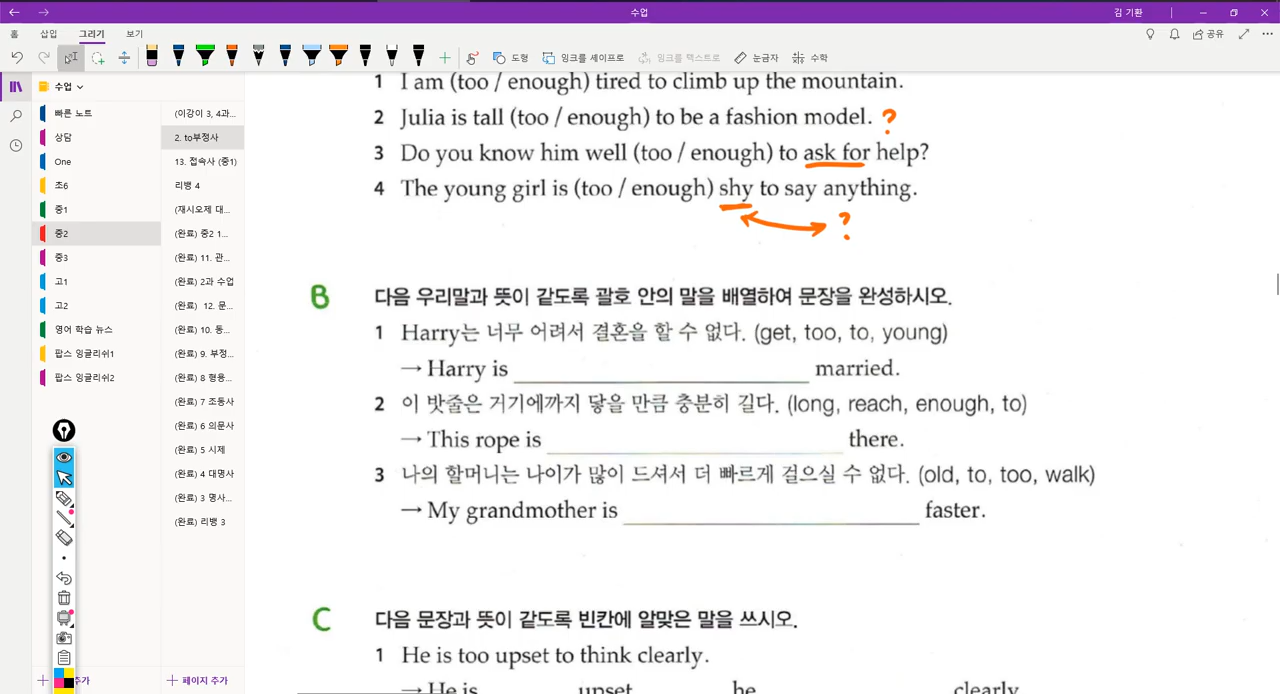 수업
김 기환
홈 삽입 그리기 보기
공유
도형 잉크를 셰이프로 잉크를 텍스트로 눈금자 수학
수업
빠른 노트
상담
One
초6
중1
중2
중3
고1
고2
영어 학습 뉴스
팝스 잉글리쉬1
팝스 잉글리쉬2
추가
(이강이 3, 4과...
2. to부정사
13. 접속사 (중1)
리뱅 4
(재시오제 대...
(완료) 중2 1...
(완료) 11. 관...
(완료) 2과 수업
(완료) 12. 문...
(완료) 10. 동...
(완료) 9. 부정...
(완료) 8 형용...
(완료) 7 조동사
(완료) 6 의문사
(완료) 5 시제
(완료) 4 대명사
(완료) 3 명사...
(완료) 리뱅 3
페이지 추가
1 I am (too / enough) tired to climb up the mountain.
2 Julia is tall (too / enough) to be a fashion model. ?
3 Do you know him well (too / enough) to ask for help?
4 The young girl is (too / enough) shy to say anything.
?
B 다음 우리말과 뜻이 같도록 괄호 안의 말을 배열하여 문장을 완성하시오.
1 Harry는 너무 어려서 결혼을 할 수 없다. (get, too, to, young)
→ Harry is ____ married.
2 이 밧줄은 거기에까지 닿을 만큼 충분히 길다. (long, reach, enough, to)
→ This rope is ____ there.
3 나의 할머니는 나이가 많이 드셔서 더 빠르게 걸으실 수 없다. (old, to, too, walk)
→ My grandmother is ____ faster.
C 다음 문장과 뜻이 같도록 빈칸에 알맞은 말을 쓰시오.
1 He is too upset to think clearly.
→ He is ____ upset ____ he ____ clearly